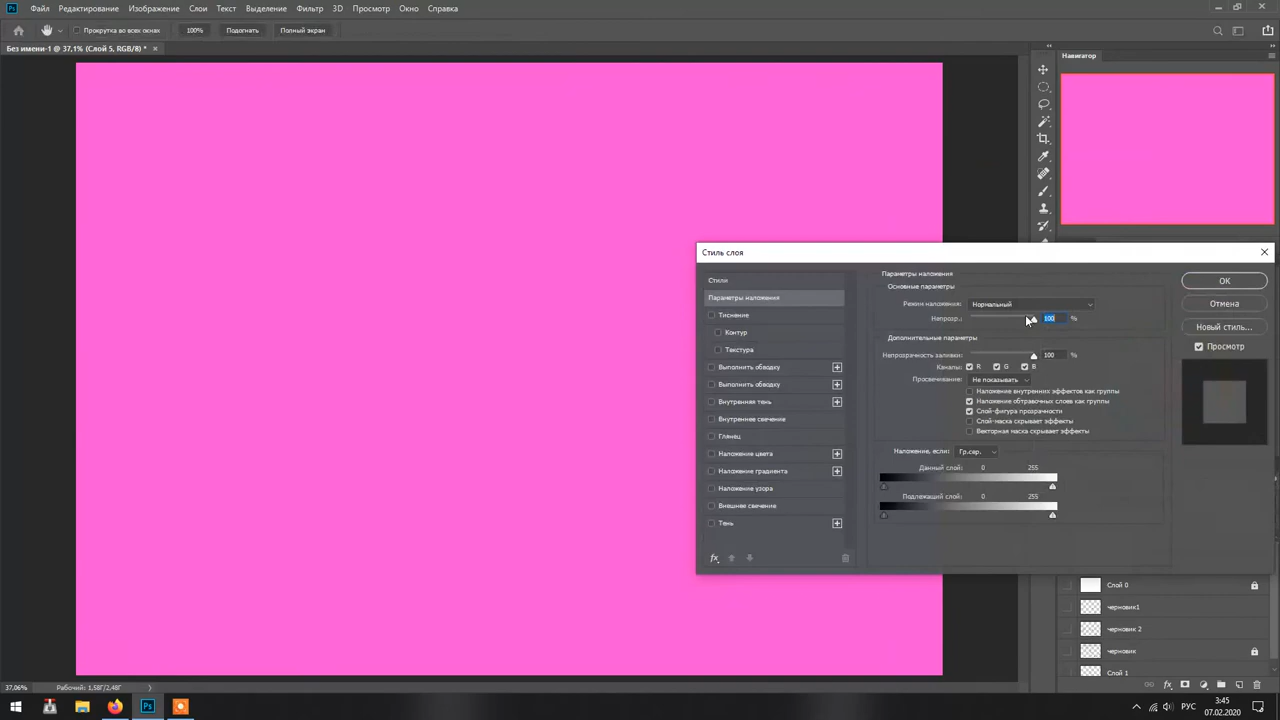 Файл Редактирование Изображение Слои Текст Выделение Фильтр 3D Просмотр Окно Справка
Прокрутка во всех окнах 100% Подогнать Полный экран
Без имени-1 @ 37,1% (Слой 5, RGB/8) * ×
Навигатор
Стиль слоя
Стили
Параметры наложения
Тиснение
Контур
Текстура
Выполнить обводку
Выполнить обводку
Внутренняя тень
Внутреннее свечение
Глянец
Наложение цвета
Наложение градиента
Наложение узора
Внешнее свечение
Тень
fx
Параметры наложения
Основные параметры
Режим наложения: Нормальный
Непрозр.: 100 %
Дополнительные параметры
Непрозрачность заливки: 100 %
Каналы: R G B
Просвечивание: Не показывать
Наложение внутренних эффектов как группы
Наложение обтравочных слоев как группы
Слой-фигура прозрачности
Слой-маска скрывает эффекты
Векторная маска скрывает эффекты
Наложение, если: Гр.сер.
Данный слой: 0 255
Подлежащий слой: 0 255
OK
Отмена
Новый стиль...
Просмотр
Слой 0
черновик1
черновик 2
черновик
Слой 1
fx
37,06% Рабочий: 1,58Г/2,48Г
Ps
РУС
3:45
07.02.2020